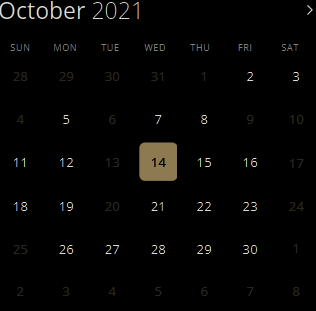 October 2021 >
SUN MON TUE WED THU FRI SAT
28 29 30 31 1 2 3
4 5 6 7 8 9 10
11 12 13 14 15 16 17
18 19 20 21 22 23 24
25 26 27 28 29 30 1
2 3 4 5 6 7 8